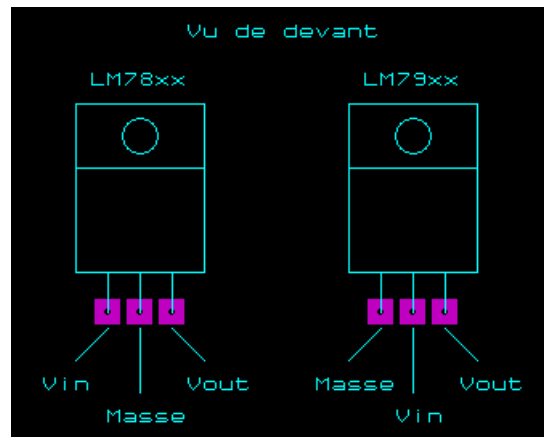 Vu de devant
LM78xx
LM79xx
Vin
Vout
Masse
Masse
Vout
Vin